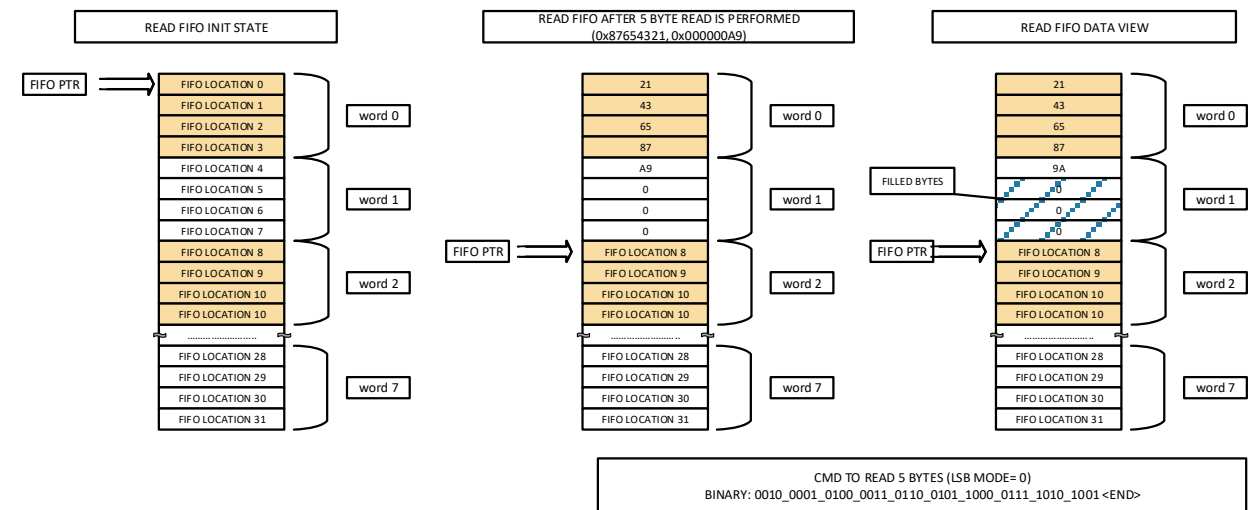 READ FIFO INIT STATE
FIFO PTR
FIFO LOCATION 0
FIFO LOCATION 1
FIFO LOCATION 2
FIFO LOCATION 3
FIFO LOCATION 4
FIFO LOCATION 5
FIFO LOCATION 6
FIFO LOCATION 7
FIFO LOCATION 8
FIFO LOCATION 9
FIFO LOCATION 10
FIFO LOCATION 10
..........................
FIFO LOCATION 28
FIFO LOCATION 29
FIFO LOCATION 30
FIFO LOCATION 31
word 0
word 1
word 2
word 7
READ FIFO AFTER 5 BYTE READ IS PERFORMED
(0x87654321, 0x000000A9)
21
43
65
87
A9
0
0
0
FIFO PTR
FIFO LOCATION 8
FIFO LOCATION 9
FIFO LOCATION 10
FIFO LOCATION 10
..........................
FIFO LOCATION 28
FIFO LOCATION 29
FIFO LOCATION 30
FIFO LOCATION 31
word 0
word 1
word 2
word 7
READ FIFO DATA VIEW
21
43
65
87
9A
FILLED BYTES
0
0
0
FIFO PTR
FIFO LOCATION 8
FIFO LOCATION 9
FIFO LOCATION 10
FIFO LOCATION 10
..........................
FIFO LOCATION 28
FIFO LOCATION 29
FIFO LOCATION 30
FIFO LOCATION 31
word 0
word 1
word 2
word 7
CMD TO READ 5 BYTES (LSB MODE= 0)
BINARY: 0010_0001_0100_0011_0110_0101_1000_0111_1010_1001 <END>